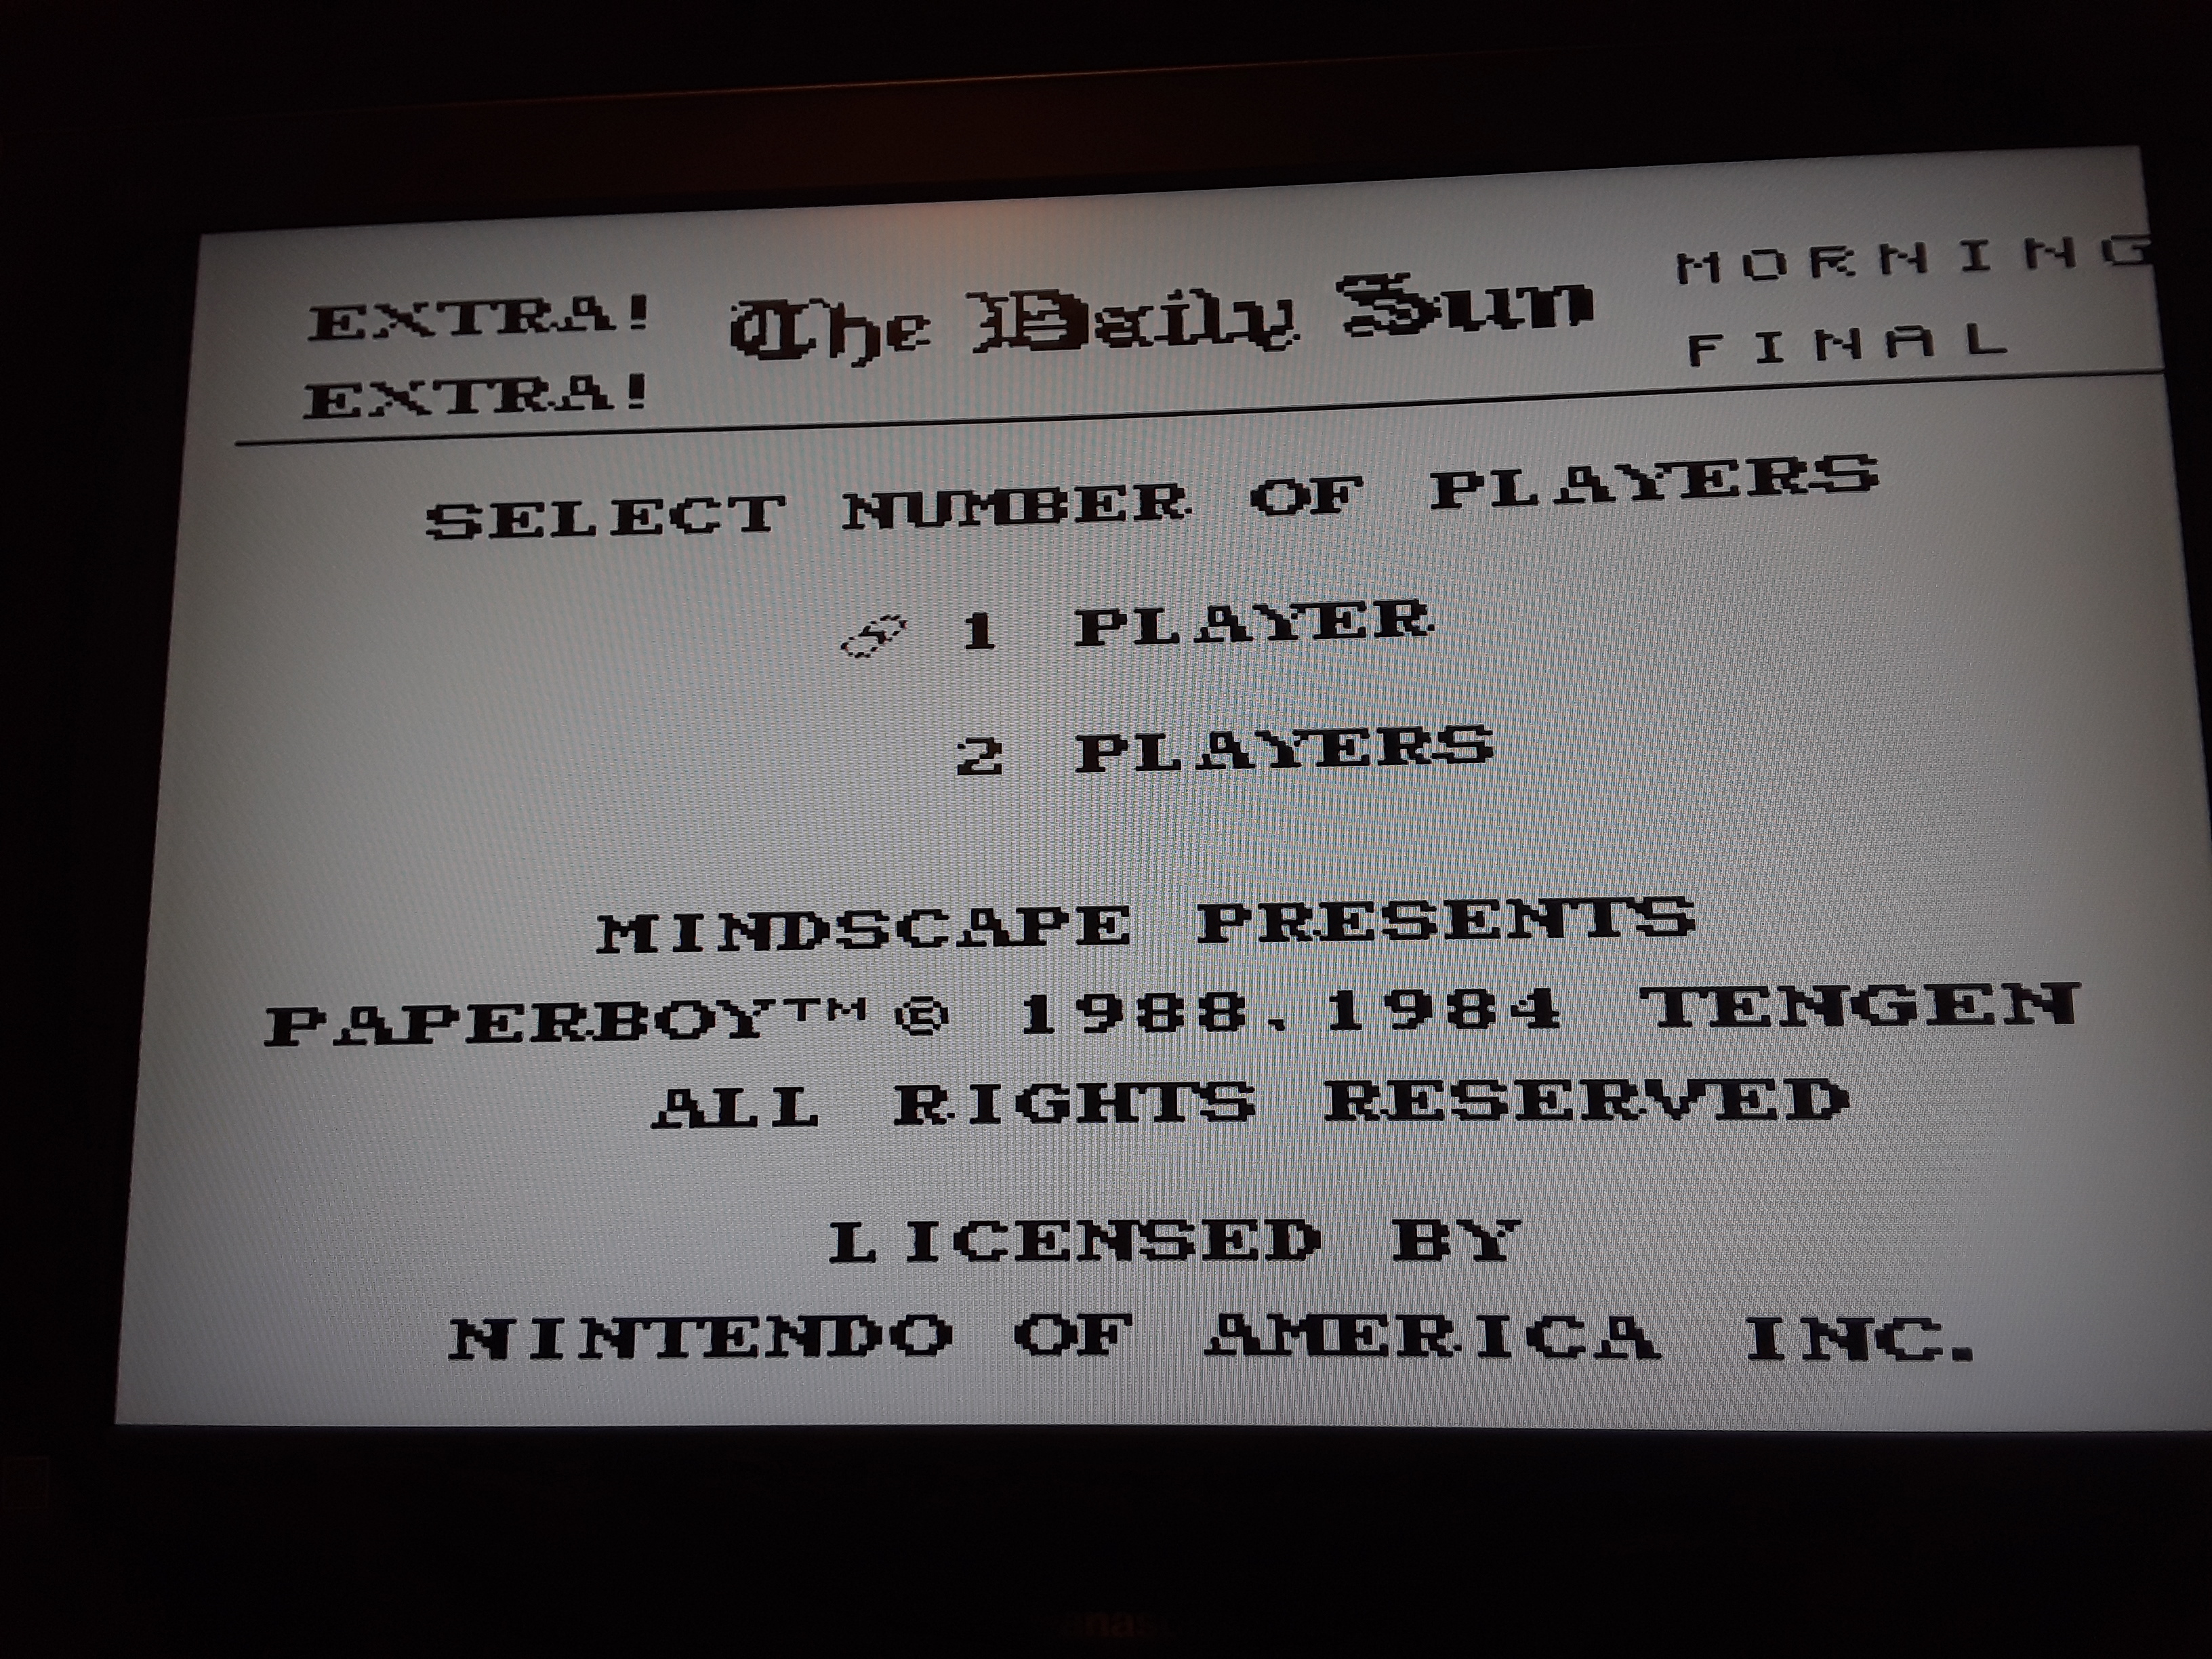 EXTRA! The Daily Sun MORNING
EXTRA! FINAL
SELECT NUMBER OF PLAYERS
1 PLAYER
2 PLAYERS
MINDSCAPE PRESENTS
PAPERBOY™© 1988,1984 TENGEN
ALL RIGHTS RESERVED
LICENSED BY
NINTENDO OF AMERICA INC.